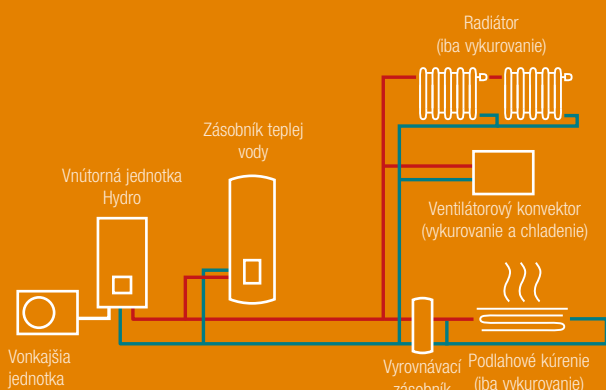 Radiátor
(iba vykurovanie)
Zásobník teplej
vody
Vnútorná jednotka
Hydro
Ventilátorový konvektor
(vykurovanie a chladenie)
Vonkajšia
jednotka
Vyrovnávací
zásobník
Podlahové kúrenie
(iba vykurovanie)